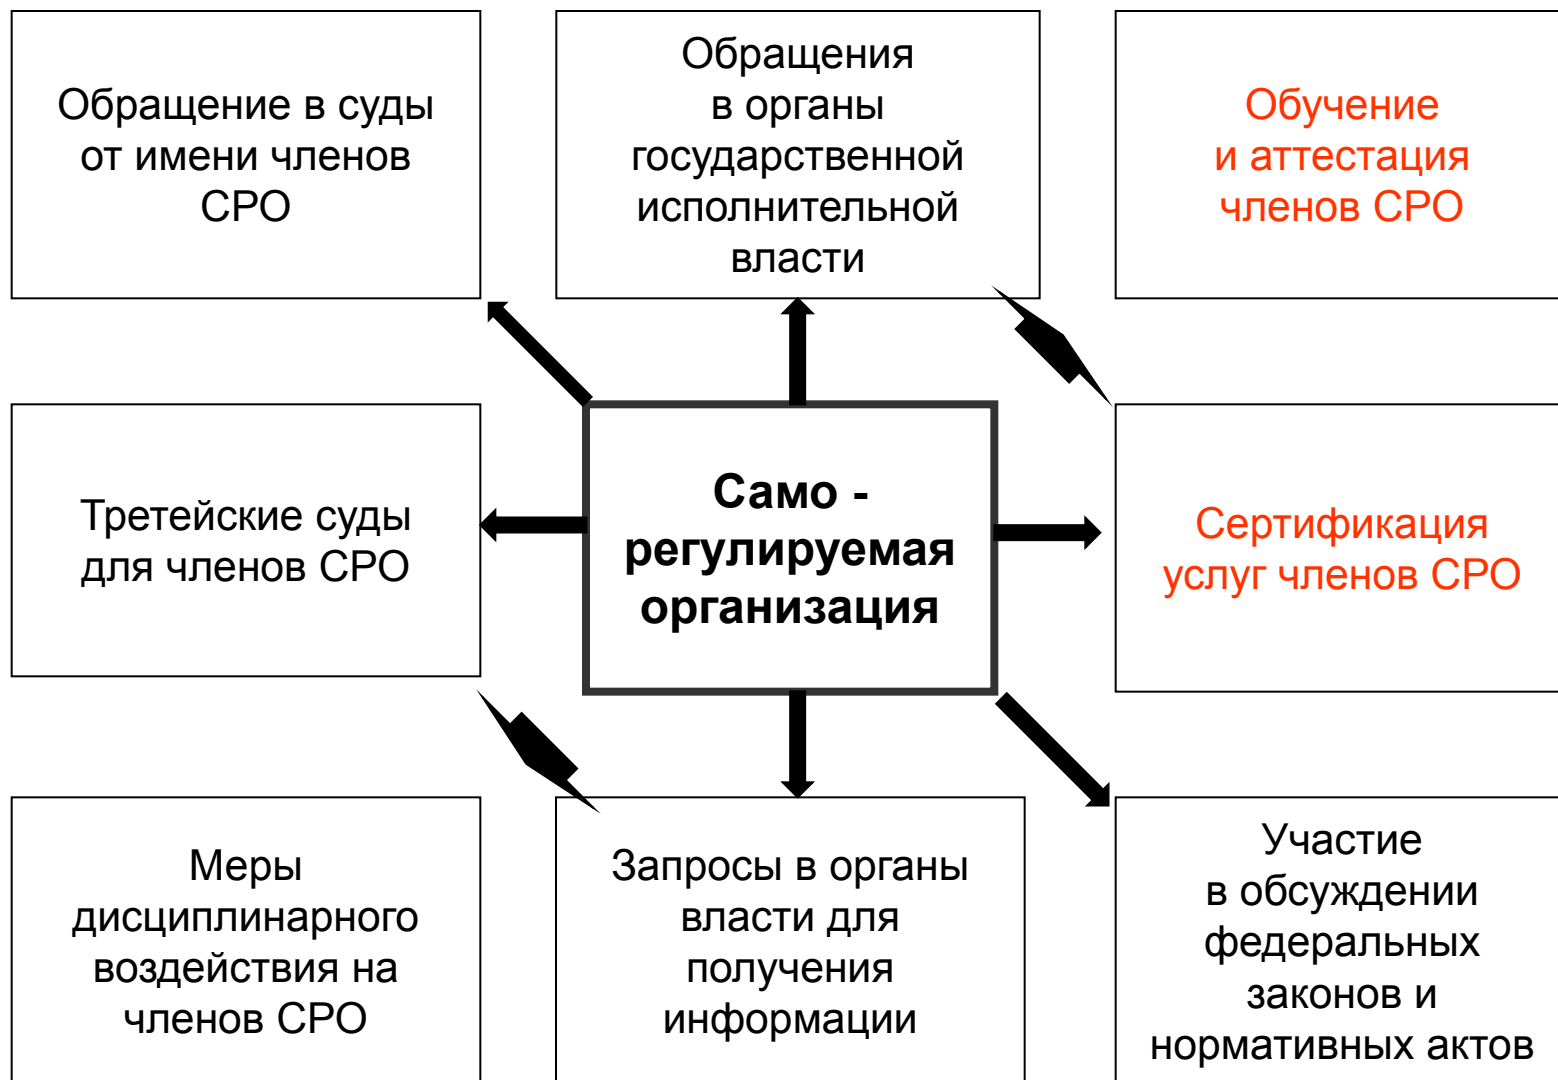 Обращение в суды
от имени членов
СРО
Обращения
в органы
государственной
исполнительной
власти
Обучение
и аттестация
членов СРО
Третейские суды
для членов СРО
Само -
регулируемая
организация
Сертификация
услуг членов СРО
Меры
дисциплинарного
воздействия на
членов СРО
Запросы в органы
власти для
получения
информации
Участие
в обсуждении
федеральных
законов и
нормативных актов